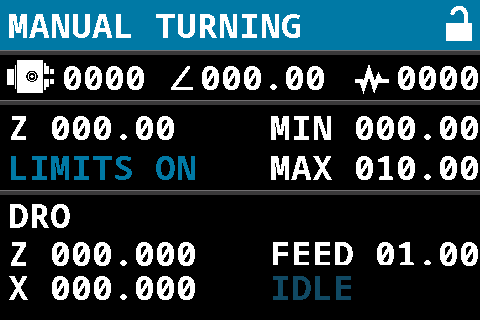 MANUAL TURNING
0000 ∠000.00 0000
Z 000.00 MIN 000.00
LIMITS ON MAX 010.00
DRO
Z 000.000 FEED 01.00
X 000.000 IDLE